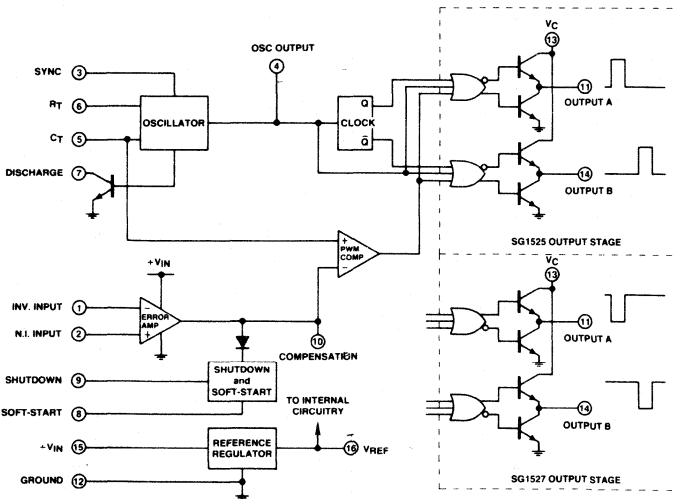 VC
13
OSC OUTPUT
4
SYNC 3
RT 6
CT 5
DISCHARGE 7
OSCILLATOR
Q
CLOCK
Q̅
11
OUTPUT A
14
OUTPUT B
SG1525 OUTPUT STAGE
+
PWM
COMP
−
+VIN
INV. INPUT 1
N.I. INPUT 2
−
ERROR
AMP
+
10
COMPENSATION
SHUTDOWN 9
SOFT-START 8
SHUTDOWN
and
SOFT-START
TO INTERNAL
CIRCUITRY
+VIN 15
REFERENCE
REGULATOR
16 VREF
GROUND 12
VC
13
11
OUTPUT A
14
OUTPUT B
SG1527 OUTPUT STAGE